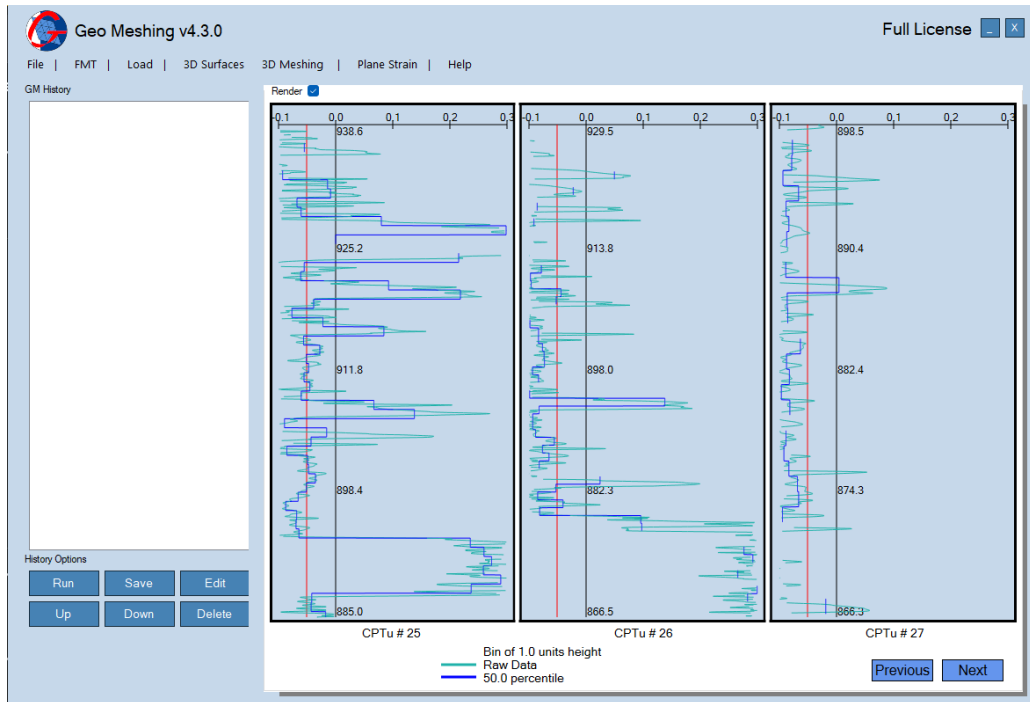 Geo Meshing v4.3.0
Full License
_
X
File | FMT | Load | 3D Surfaces 3D Meshing | Plane Strain | Help
GM History
Render
-0.1 0,0 0,1 0,2 0,3
938.6
925.2
911.8
898.4
885.0
CPTu # 25
-0.1 0,0 0,1 0,2 0,3
929.5
913.8
898.0
882.3
866.5
CPTu # 26
-0.1 0,0 0,1 0,2 0,3
898.5
890.4
882.4
874.3
866.3
CPTu # 27
History Options
Run Save Edit
Up Down Delete
Bin of 1.0 units height
Raw Data
50.0 percentile
Previous Next